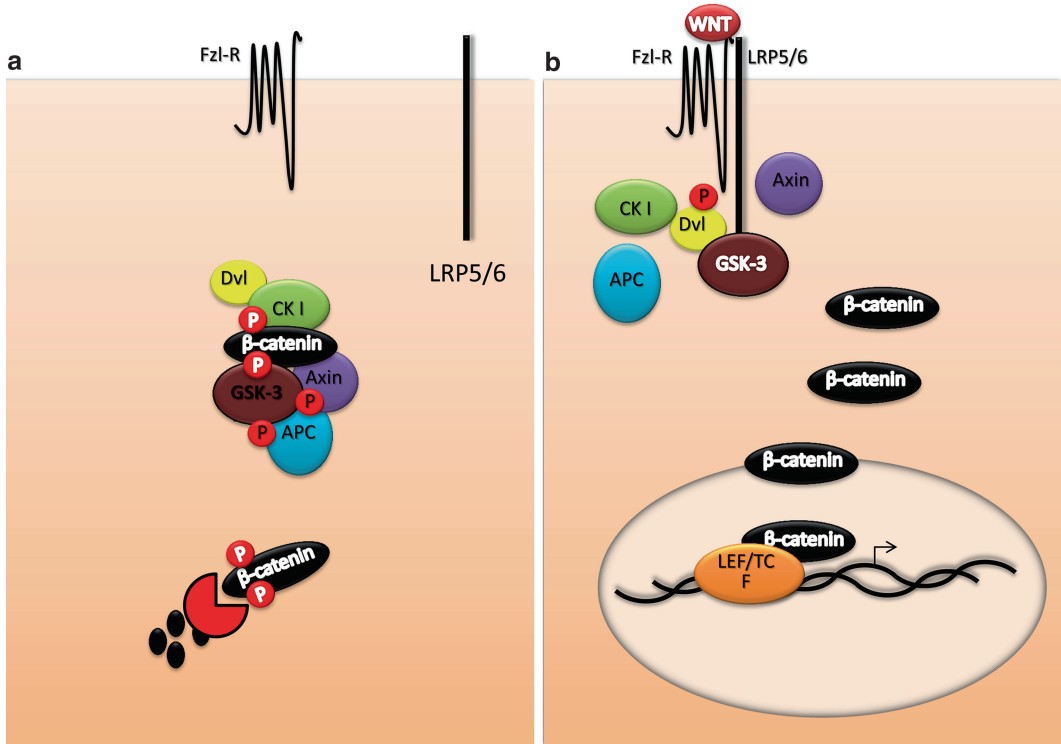 a
Fzl-R
LRP5/6
Dvl
CK I
P
β-catenin
P
GSK-3
Axin
P
P
APC
P
β-catenin
P
b
WNT
Fzl-R
LRP5/6
Axin
P
CK I
Dvl
GSK-3
APC
β-catenin
β-catenin
β-catenin
β-catenin
LEF/TC
F